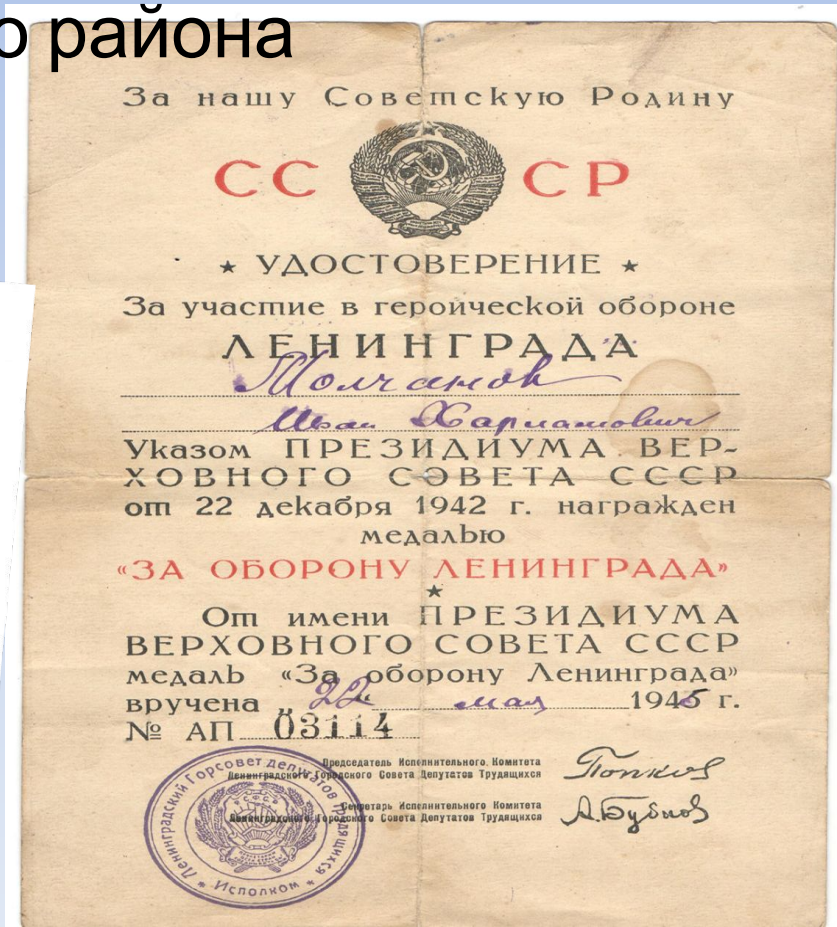 о района
За нашу Советскую Родину
СС СР
★ УДОСТОВЕРЕНИЕ ★
За участие в героической обороне
ЛЕНИНГРАДА
Молчанов
Иван Харлампович
Указом ПРЕЗИДИУМА ВЕР-
ХОВНОГО СОВЕТА СССР
от 22 декабря 1942 г. награжден
медалью
«ЗА ОБОРОНУ ЛЕНИНГРАДА»
★
От имени ПРЕЗИДИУМА
ВЕРХОВНОГО СОВЕТА СССР
медаль «За оборону Ленинграда»
вручена „22“ мая 1945 г.
№ АП 03114
Председатель Исполнительного Комитета
Ленинградского Городского Совета Депутатов Трудящихся
Попков
Секретарь Исполнительного Комитета
Ленинградского Городского Совета Депутатов Трудящихся
А. Бубнов
Ленинградский Горсовет депутатов трудящихся
★ Исполком ★